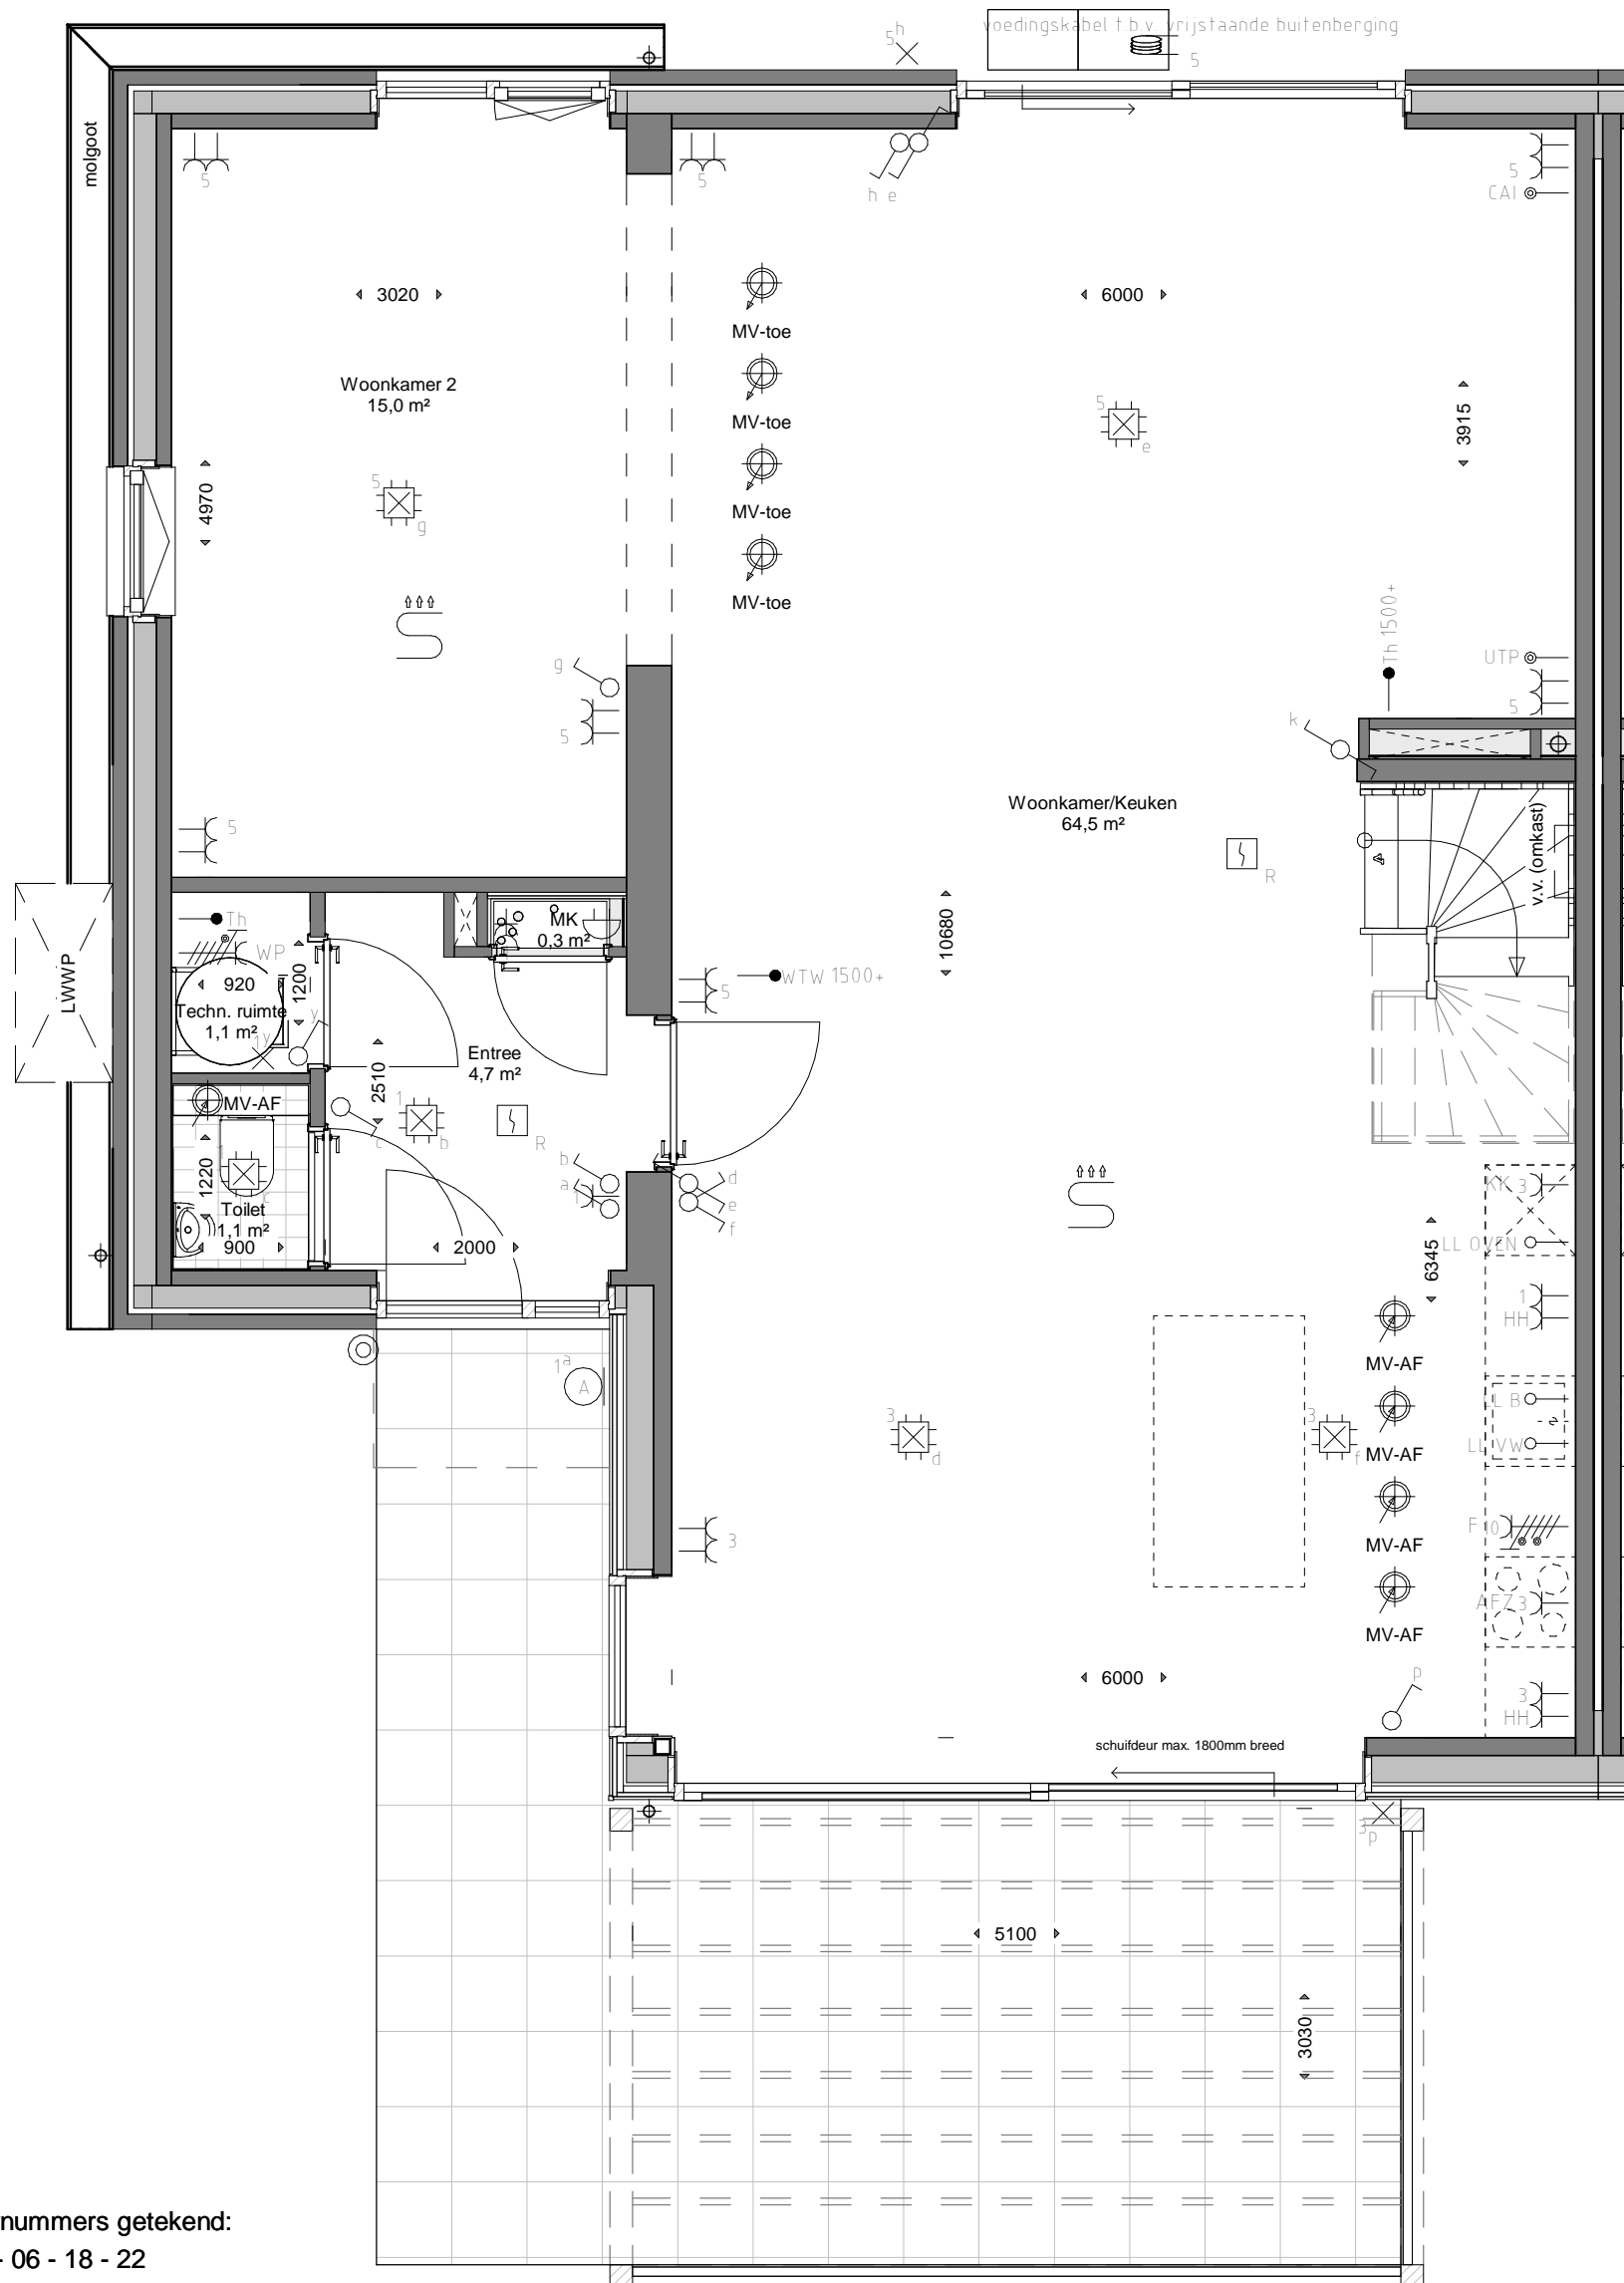 5h
voedingskabel t.b.v. vrijstaande buitenberging
5
molgoot
5
5
h e
5
CAI
3020
6000
MV-toe
Woonkamer 2
15,0 m²
MV-toe
5
e
3915
4970
5
g
MV-toe
MV-toe
Th 1500+
g
UTP
5
5
k
Woonkamer/Keuken
64,5 m²
v.v. (omkast)
5
R
Th
WP
MK
0,3 m²
10680
LWWP
920
1200
5
WTW 1500+
Techn. ruimte
1,1 m²
y
1y
Entree
4,7 m²
2510
MV-AF
1
b
c
R
1220
c
Toilet
1,1 m²
900
b
a
1
d
e
f
2000
KK 3
LL OVEN
6345
1
HH
MV-AF
1a
A
3
d
3
f
LL B
LL VW
MV-AF
F 10
3
MV-AF
AFZ 3
MV-AF
6000
p
3
HH
schuifdeur max. 1800mm breed
3p
5100
3030
nummers getekend:
- 06 - 18 - 22